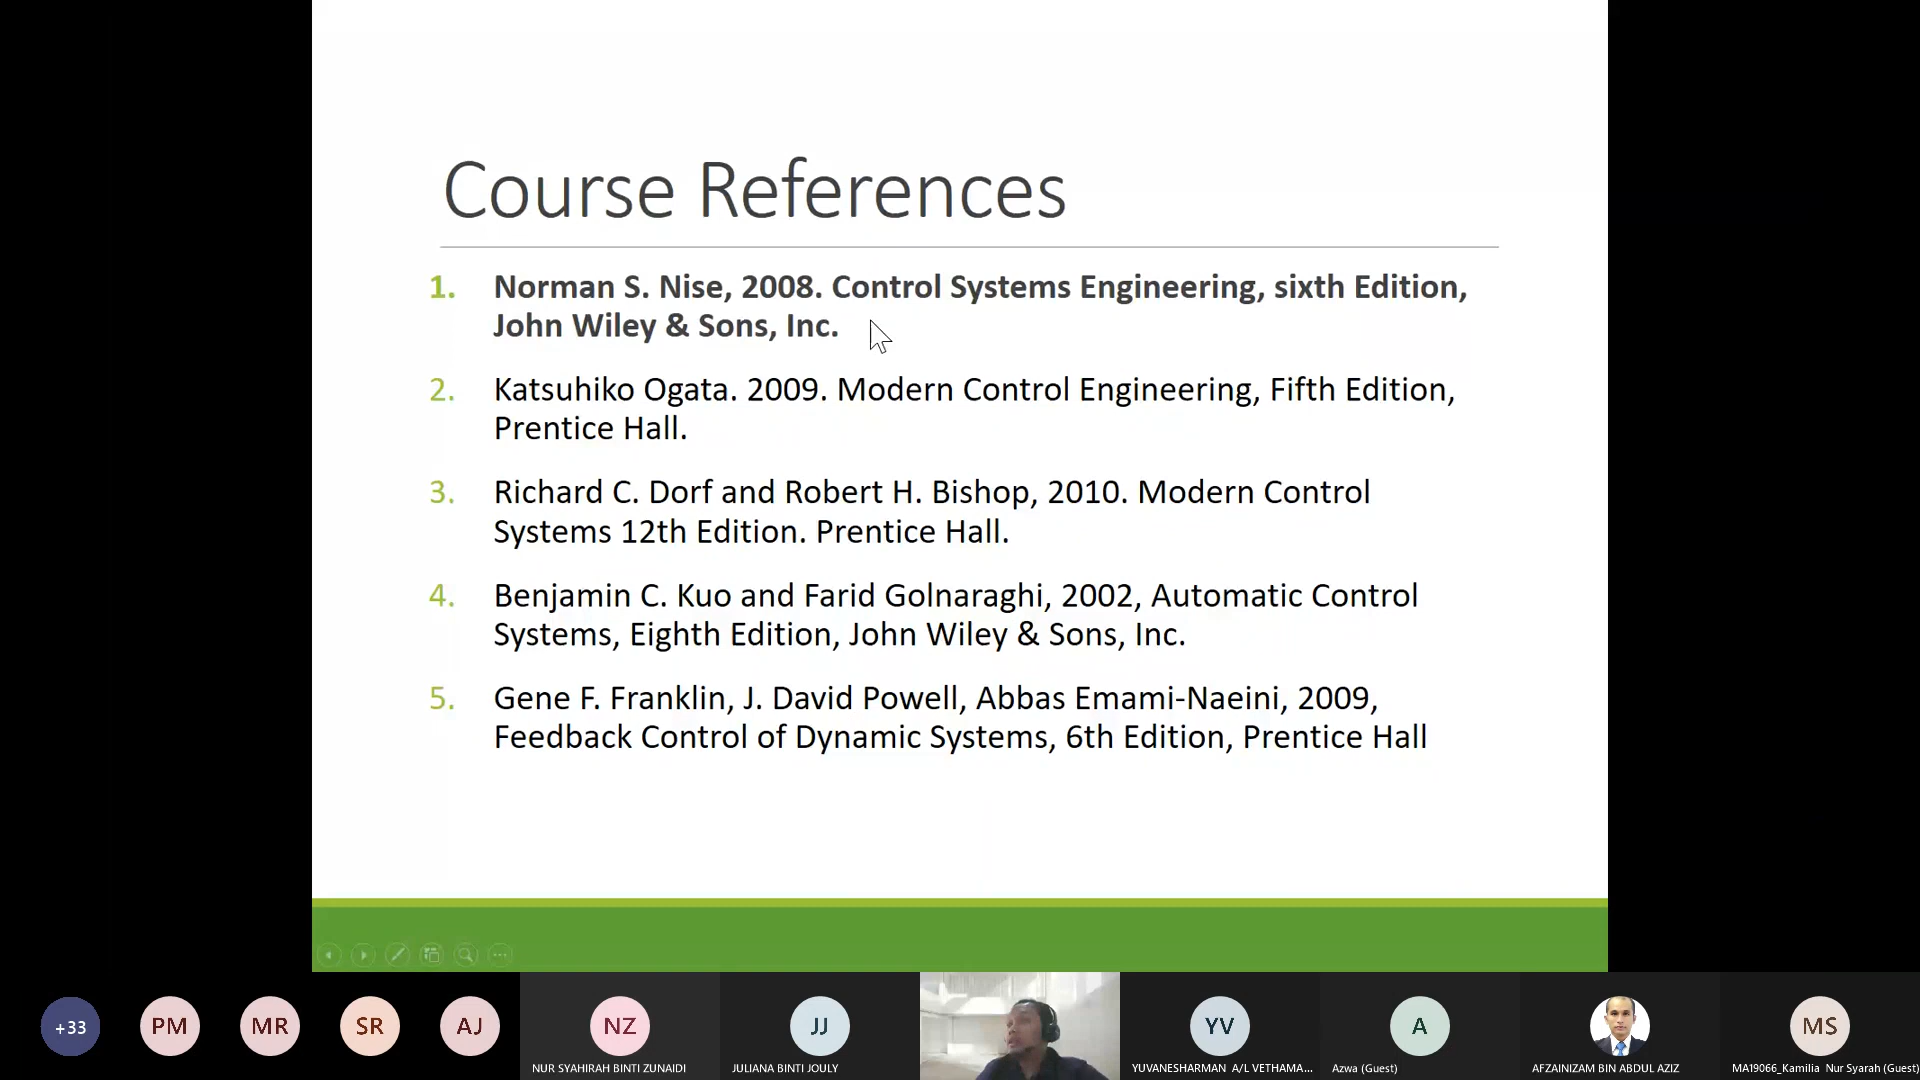 Course References
1. Norman S. Nise, 2008. Control Systems Engineering, sixth Edition,
John Wiley & Sons, Inc.
2. Katsuhiko Ogata. 2009. Modern Control Engineering, Fifth Edition,
Prentice Hall.
3. Richard C. Dorf and Robert H. Bishop, 2010. Modern Control
Systems 12th Edition. Prentice Hall.
4. Benjamin C. Kuo and Farid Golnaraghi, 2002, Automatic Control
Systems, Eighth Edition, John Wiley & Sons, Inc.
5. Gene F. Franklin, J. David Powell, Abbas Emami-Naeini, 2009,
Feedback Control of Dynamic Systems, 6th Edition, Prentice Hall
+33 PM MR SR AJ NZ JJ YV A MS
NUR SYAHIRAH BINTI ZUNAIDI JULIANA BINTI JOULY YUVANESHARMAN A/L VETHAMA... Azwa (Guest) AFZAINIZAM BIN ABDUL AZIZ MA19066_Kamilia Nur Syarah (Guest)